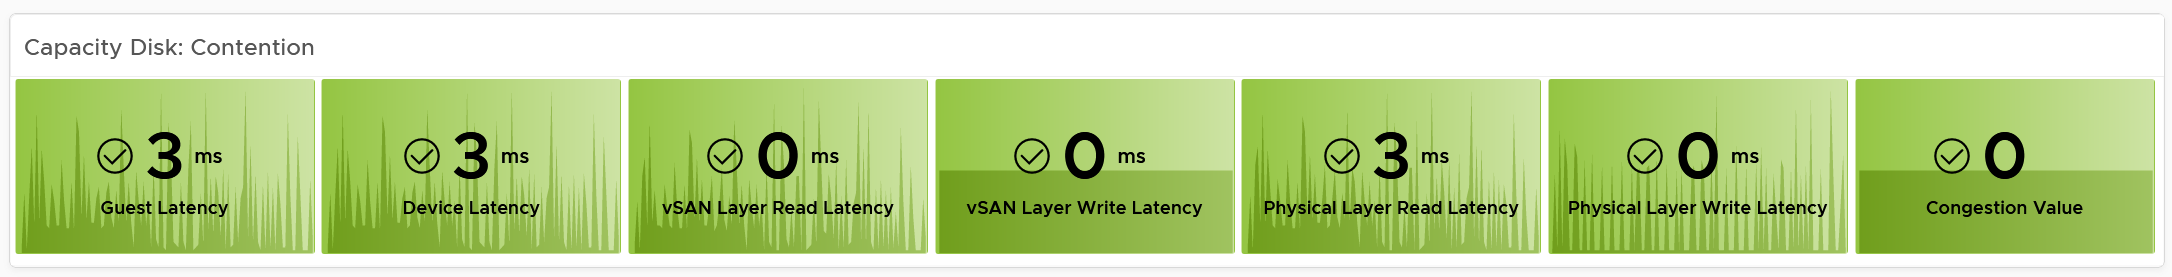 Capacity Disk: Contention
3 ms
Guest Latency
3 ms
Device Latency
0 ms
vSAN Layer Read Latency
0 ms
vSAN Layer Write Latency
3 ms
Physical Layer Read Latency
0 ms
Physical Layer Write Latency
0
Congestion Value